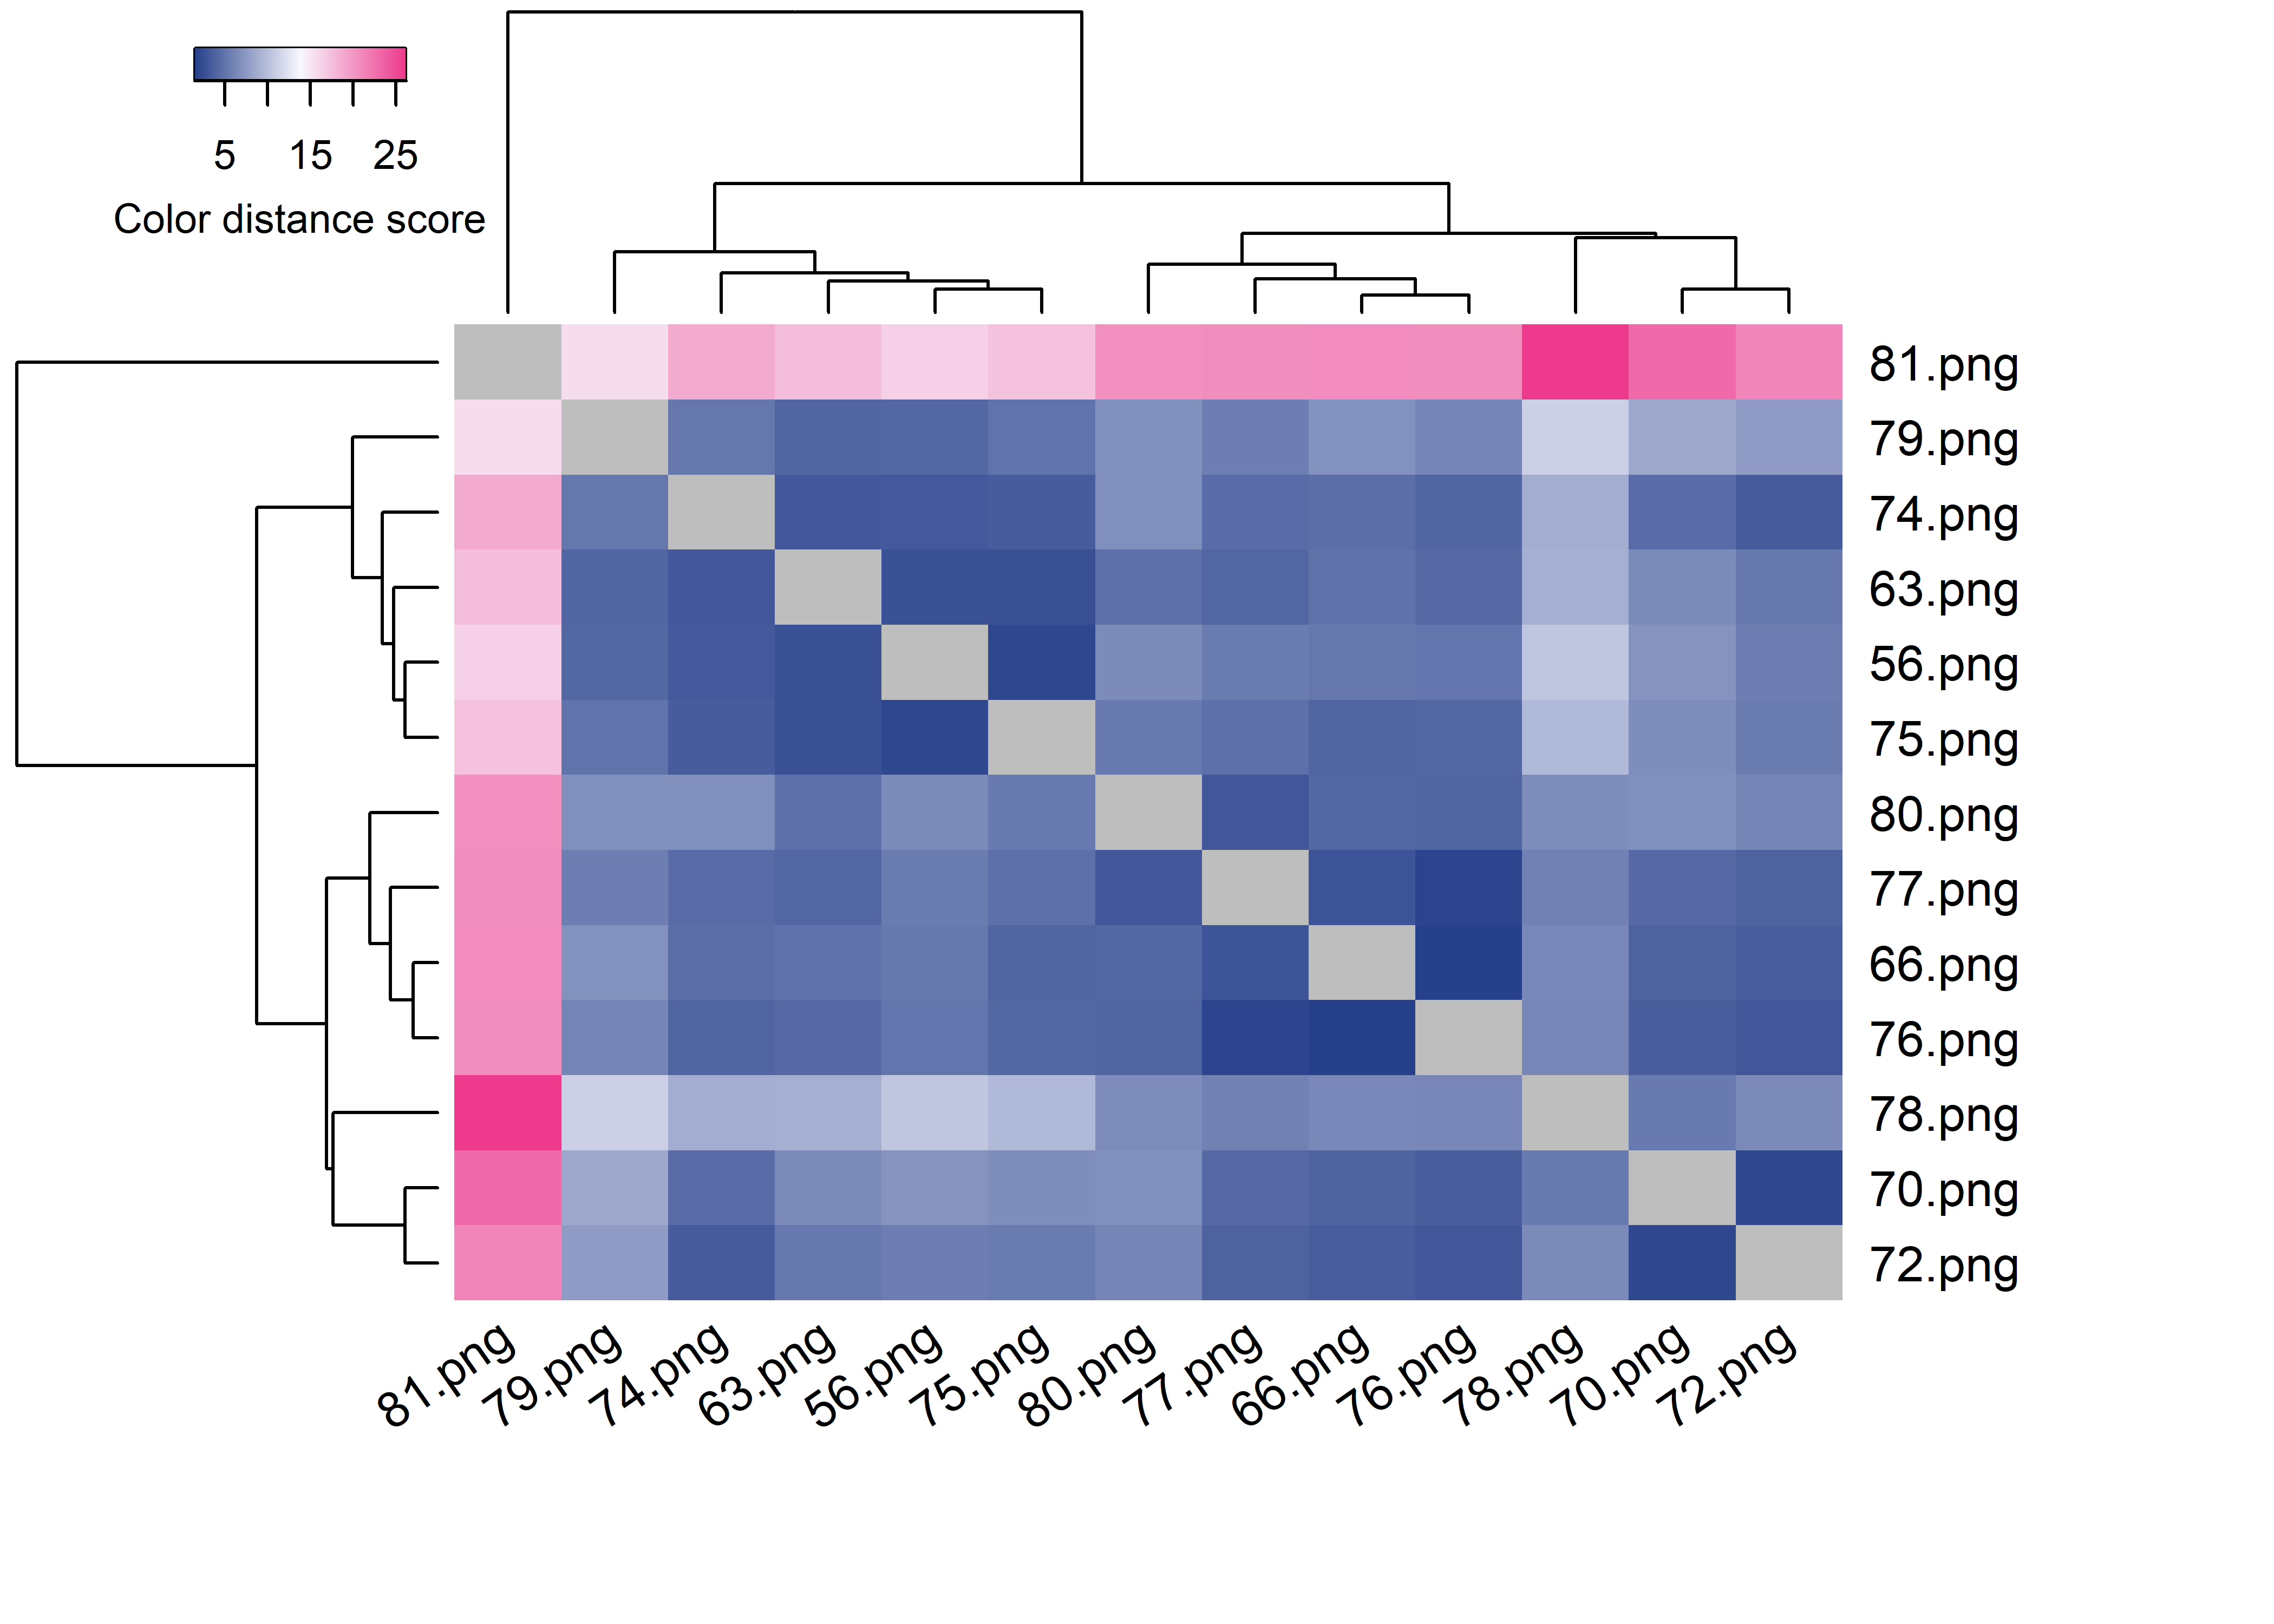 5 15 25
Color distance score
81.png
79.png
74.png
63.png
56.png
75.png
80.png
77.png
66.png
76.png
78.png
70.png
72.png
81.png 79.png 74.png 63.png 56.png 75.png 80.png 77.png 66.png 76.png 78.png 70.png 72.png